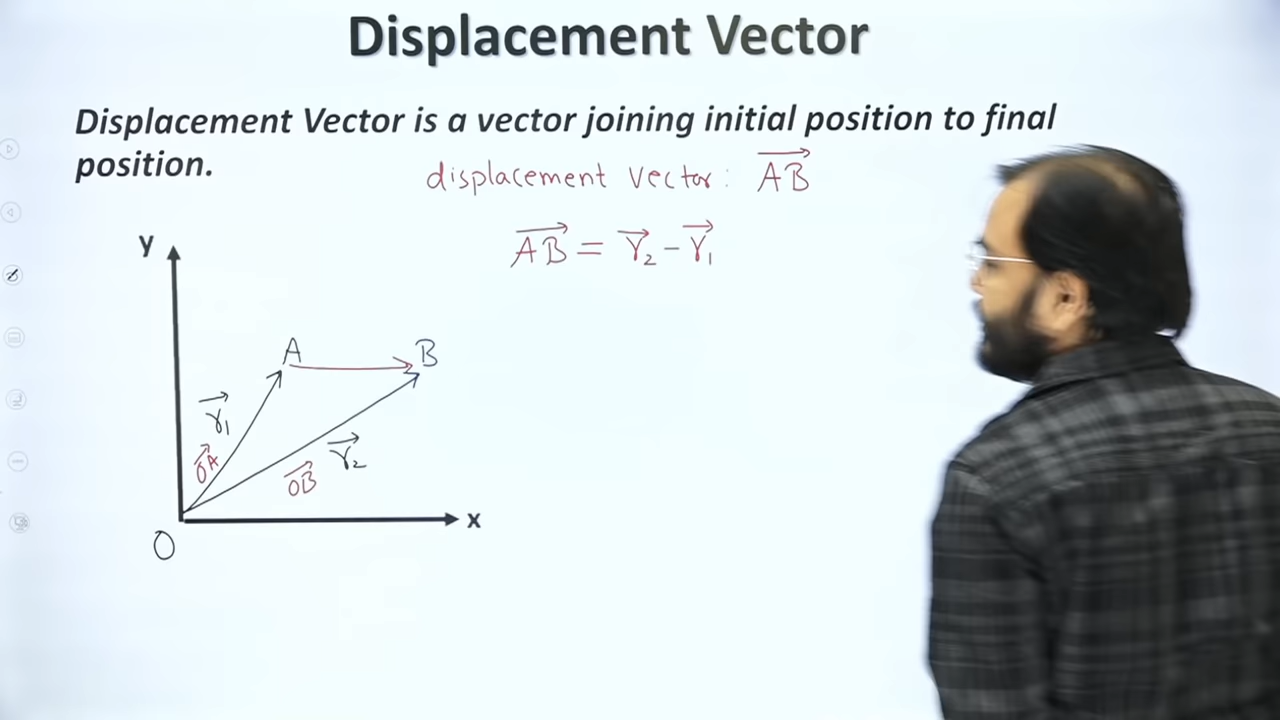 Displacement Vector
Displacement Vector is a vector joining initial position to final
position.
displacement vector: AB
AB = r₂ - r₁
Y
A
B
r₁
OA
r₂
OB
X
O